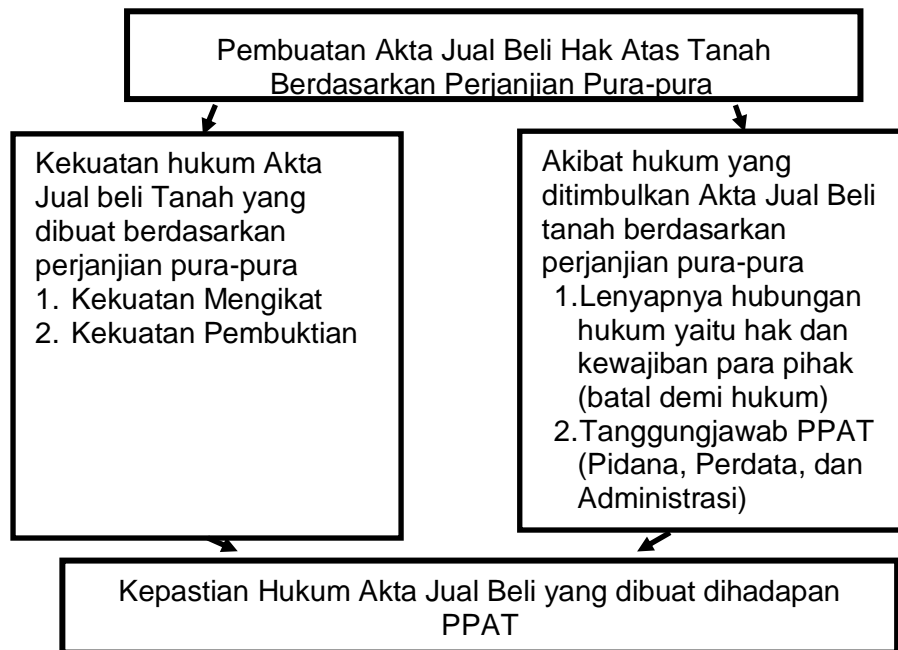 Pembuatan Akta Jual Beli Hak Atas Tanah
Berdasarkan Perjanjian Pura-pura
Kekuatan hukum Akta
Jual beli Tanah yang
dibuat berdasarkan
perjanjian pura-pura
1. Kekuatan Mengikat
2. Kekuatan Pembuktian
Akibat hukum yang
ditimbulkan Akta Jual Beli
tanah berdasarkan
perjanjian pura-pura
1.Lenyapnya hubungan
hukum yaitu hak dan
kewajiban para pihak
(batal demi hukum)
2.Tanggungjawab PPAT
(Pidana, Perdata, dan
Administrasi)
Kepastian Hukum Akta Jual Beli yang dibuat dihadapan
PPAT